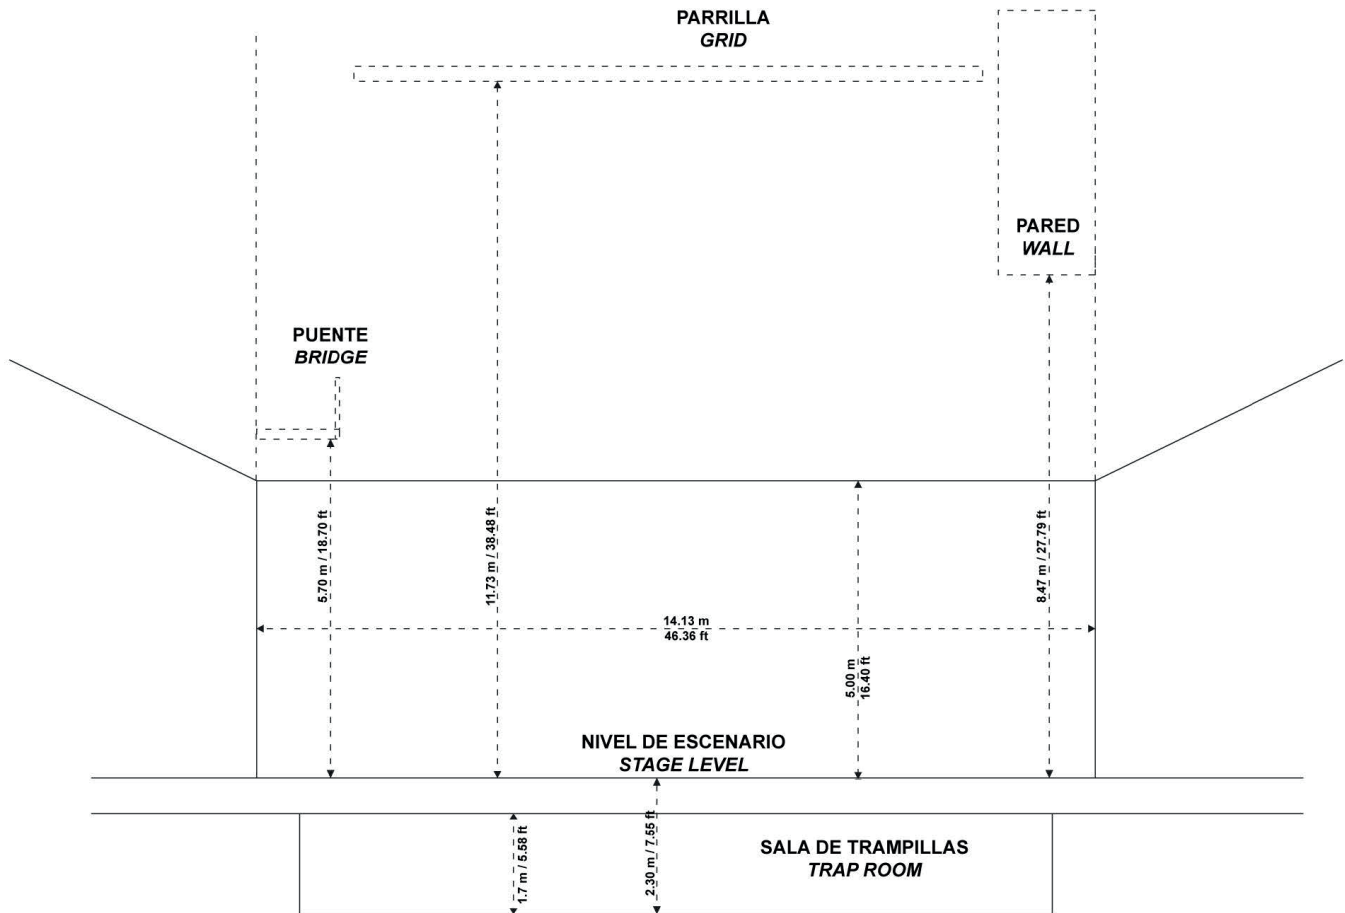 PARRILLA
GRID
PARED
WALL
PUENTE
BRIDGE
5.70 m / 18.70 ft
11.73 m / 38.48 ft
8.47 m / 27.79 ft
14.13 m
46.36 ft
5.00 m
16.40 ft
NIVEL DE ESCENARIO
STAGE LEVEL
1.7 m / 5.58 ft
2.30 m / 7.55 ft
SALA DE TRAMPILLAS
TRAP ROOM